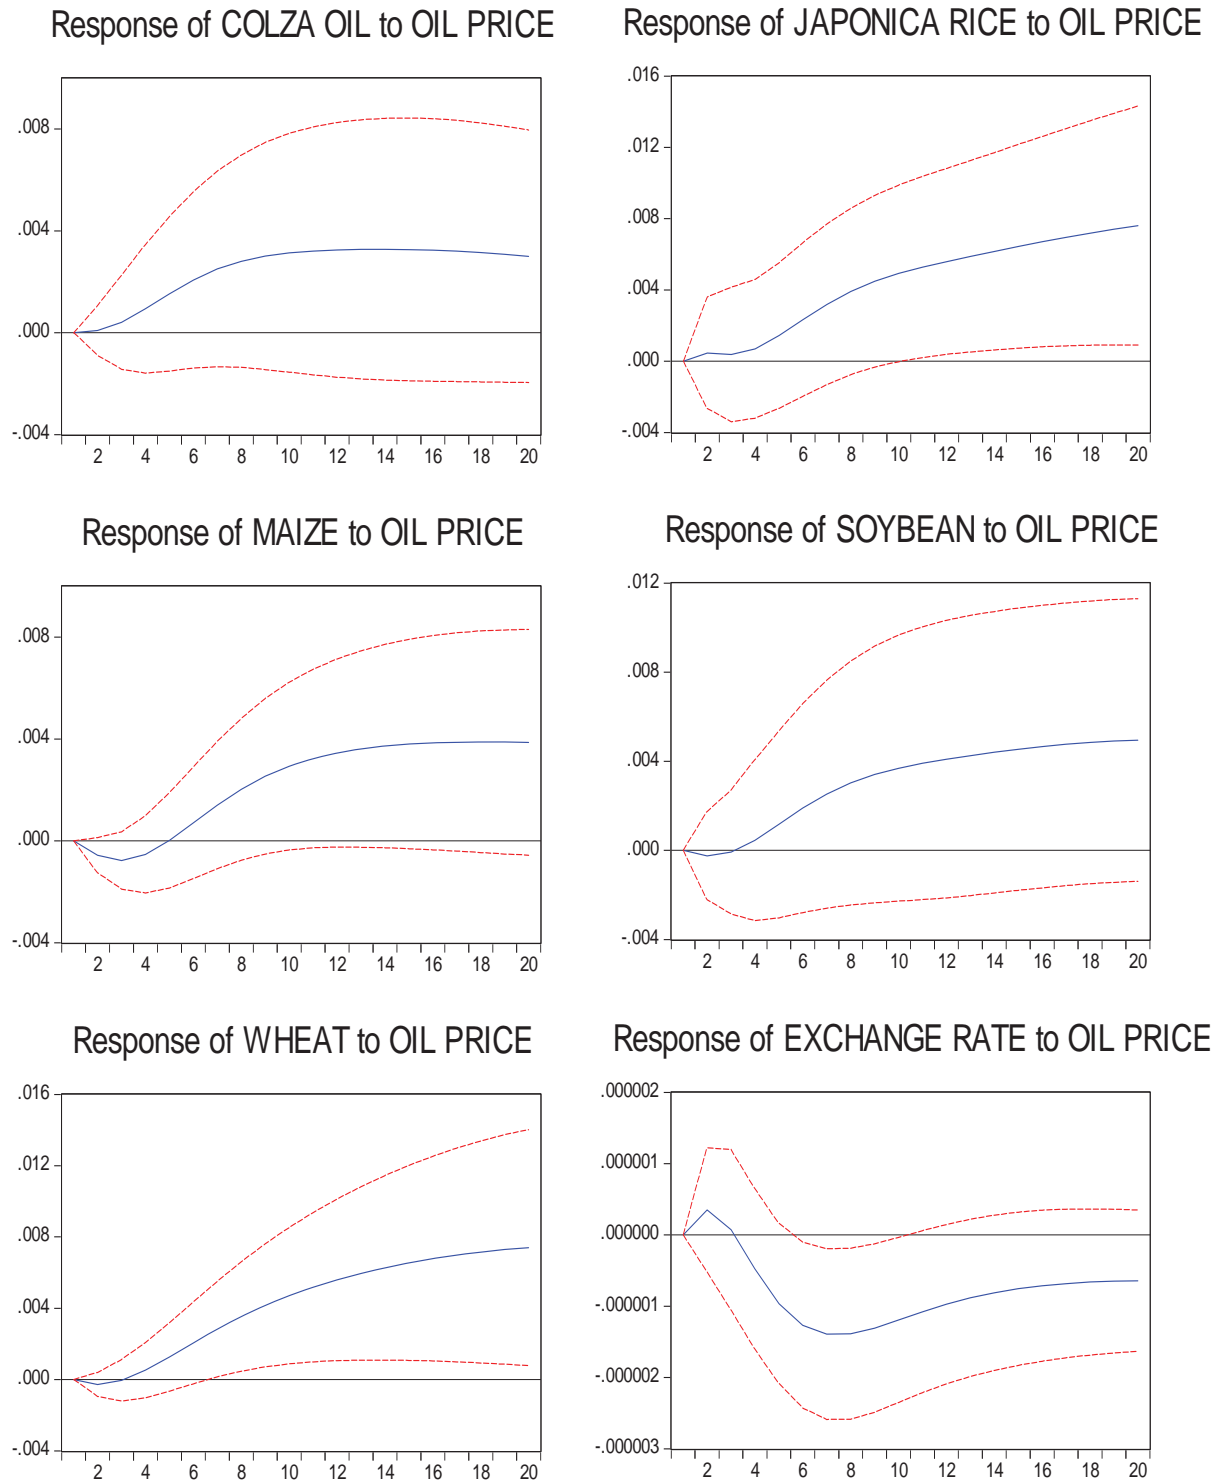 Response of COLZA OIL to OIL PRICE
.008
.004
.000
-.004
2 4 6 8 10 12 14 16 18 20
Response of JAPONICA RICE to OIL PRICE
.016
.012
.008
.004
.000
-.004
2 4 6 8 10 12 14 16 18 20
Response of MAIZE to OIL PRICE
.008
.004
.000
-.004
2 4 6 8 10 12 14 16 18 20
Response of SOYBEAN to OIL PRICE
.012
.008
.004
.000
-.004
2 4 6 8 10 12 14 16 18 20
Response of WHEAT to OIL PRICE
.016
.012
.008
.004
.000
-.004
2 4 6 8 10 12 14 16 18 20
Response of EXCHANGE RATE to OIL PRICE
.000002
.000001
.000000
-.000001
-.000002
-.000003
2 4 6 8 10 12 14 16 18 20